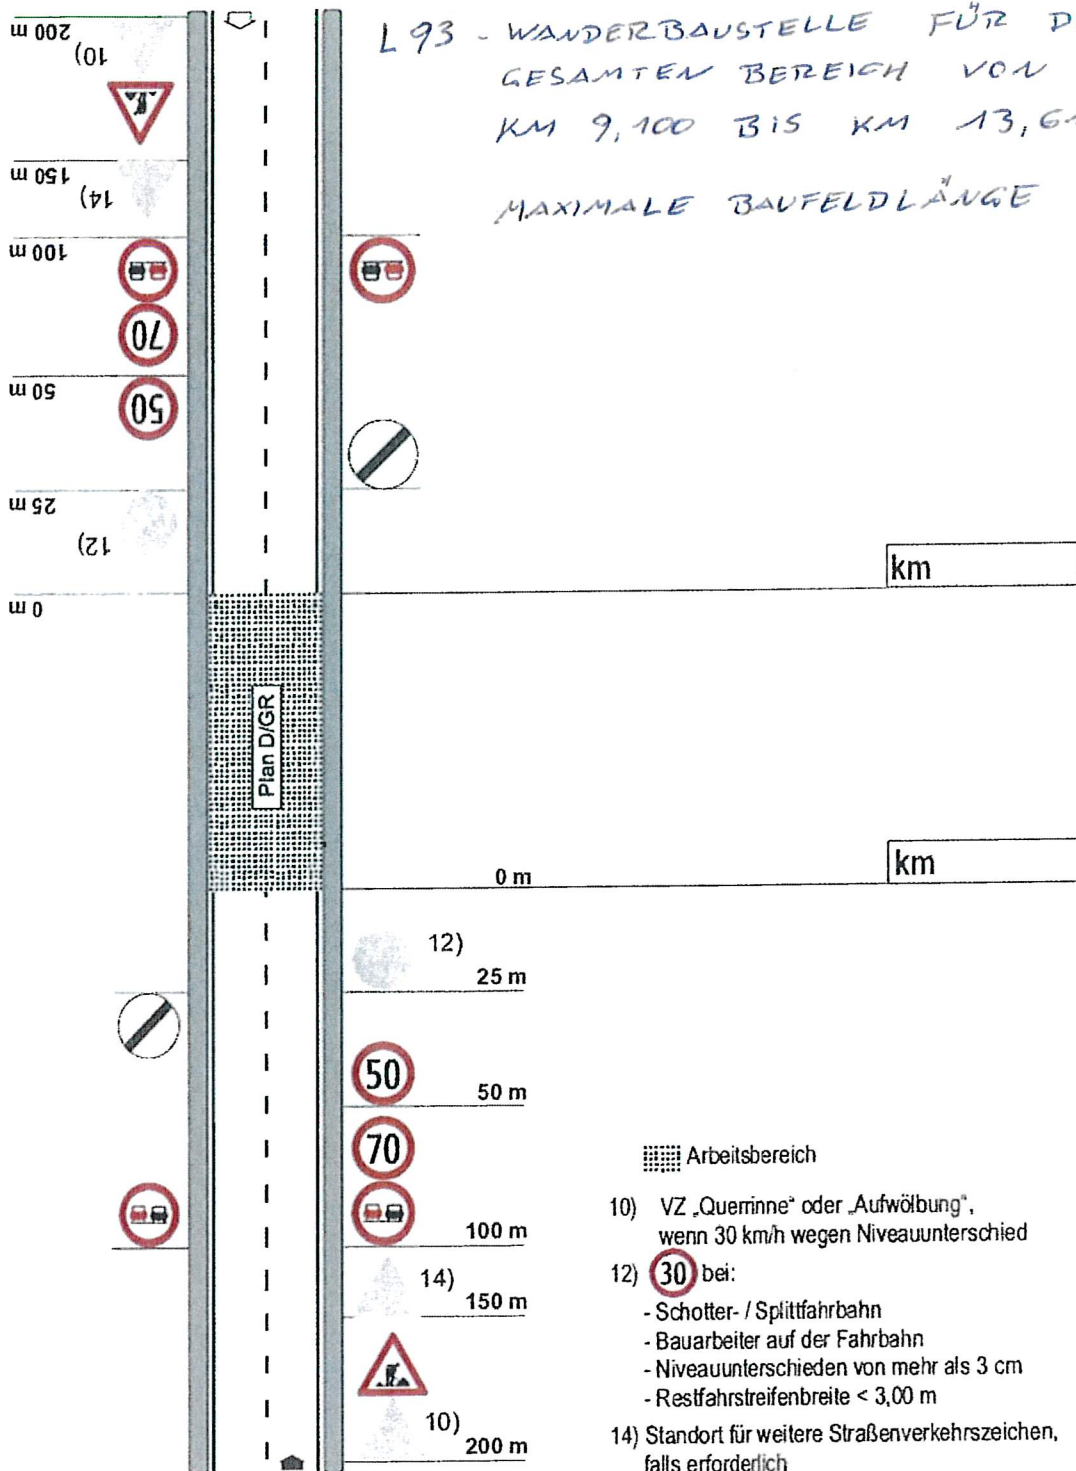 L 93 - WANDERBAUSTELLE FÜR D
GESAMTEN BEREICH VON
KM 9,100 BIS KM 13,61
MAXIMALE BAUFELDLÄNGE
200 m
10)
150 m
14)
100 m
70
50 m
50
25 m
12)
0 m
km
Plan D/GR
km
0 m
12)
25 m
50
50 m
70
100 m
14)
150 m
10)
200 m
Arbeitsbereich
10) VZ „Querrinne“ oder „Aufwölbung“,
wenn 30 km/h wegen Niveauunterschied
12) 30 bei:
- Schotter- / Splittfahrbahn
- Bauarbeiter auf der Fahrbahn
- Niveauunterschieden von mehr als 3 cm
- Restfahrstreifenbreite < 3,00 m
14) Standort für weitere Straßenverkehrszeichen,
falls erforderlich